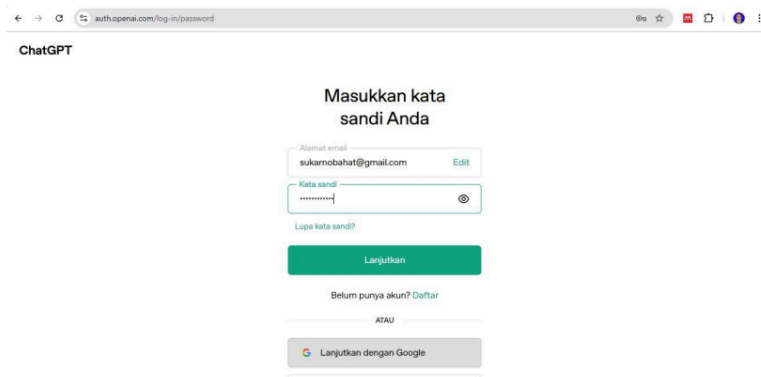 auth.openai.com/log-in/password
ChatGPT
Masukkan kata
sandi Anda
Alamat email
sukarnobahat@gmail.com Edit
Kata sandi
Lupa kata sandi?
Lanjutkan
Belum punya akun? Daftar
ATAU
Lanjutkan dengan Google